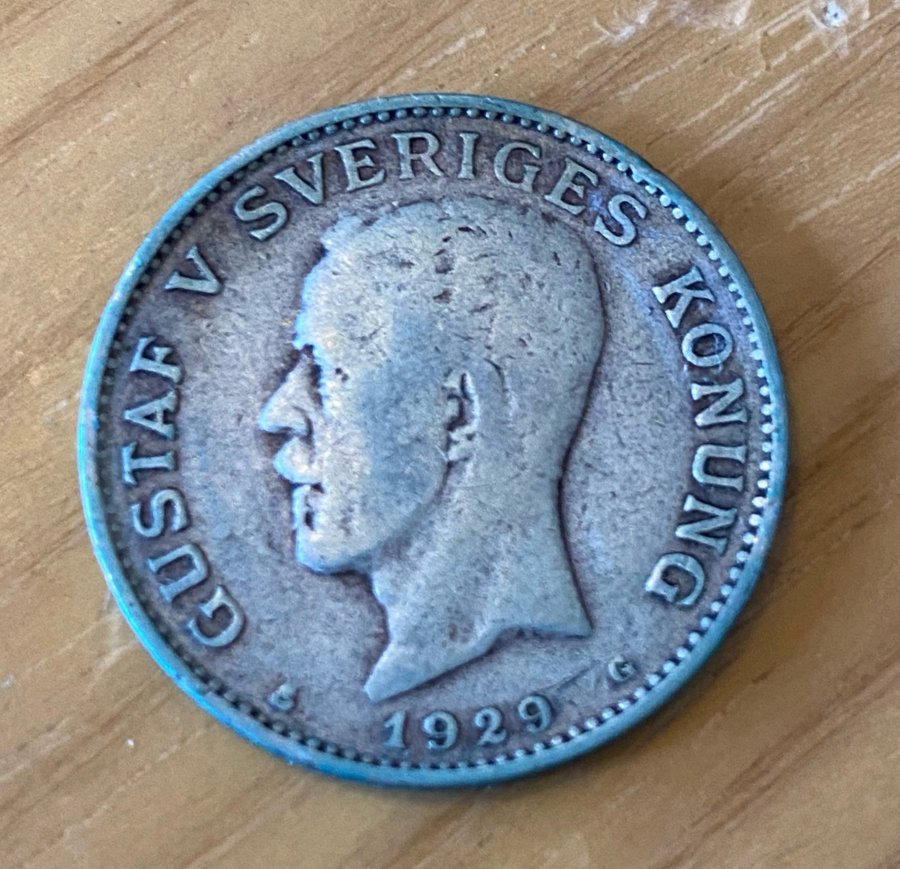 GUSTAF V SVERIGES KONUNG
1929
G